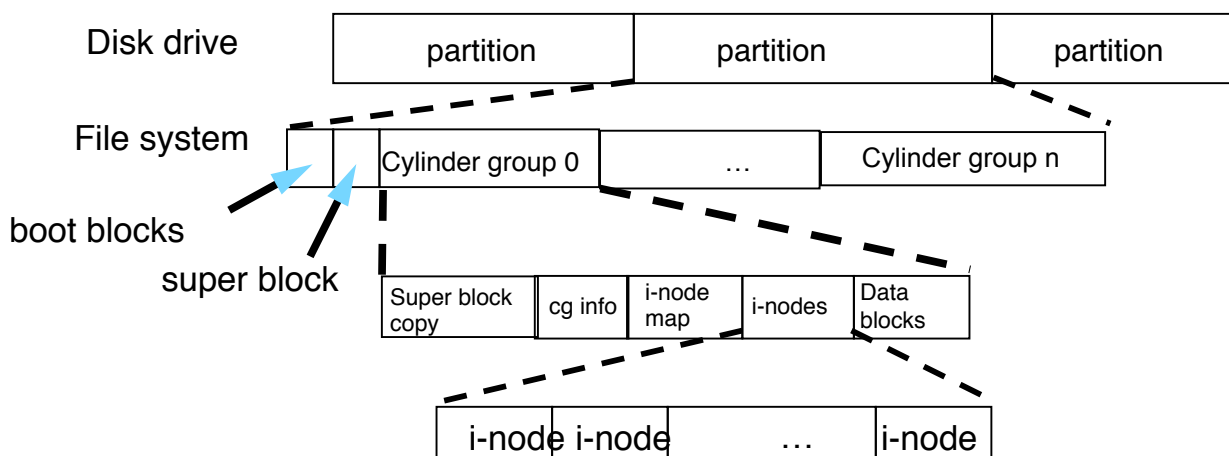 Disk drive
partition
partition
partition
File system
Cylinder group 0
…
Cylinder group n
boot blocks
super block
Super block
copy
cg info
i-node
map
i-nodes
Data
blocks
i-node
i-node
…
i-node